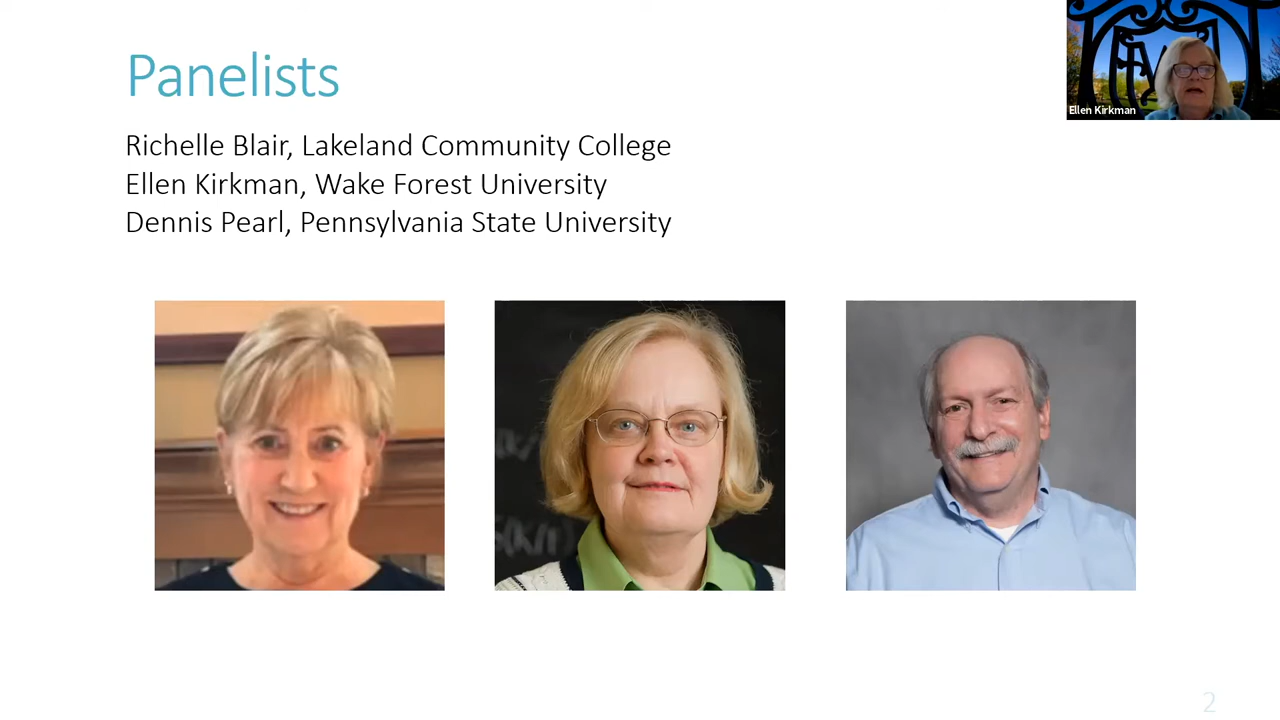 Panelists
Ellen Kirkman
Richelle Blair, Lakeland Community College
Ellen Kirkman, Wake Forest University
Dennis Pearl, Pennsylvania State University
2